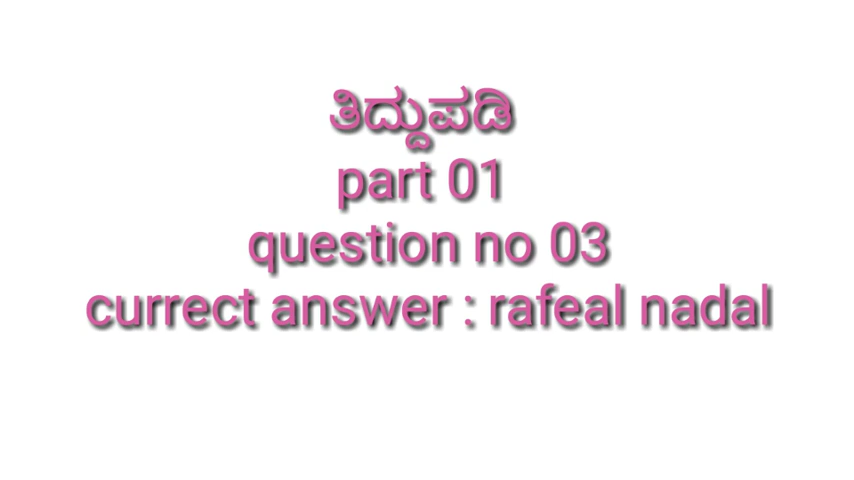 ತಿದ್ದುಪಡಿ
part 01
question no 03
currect answer : rafeal nadal